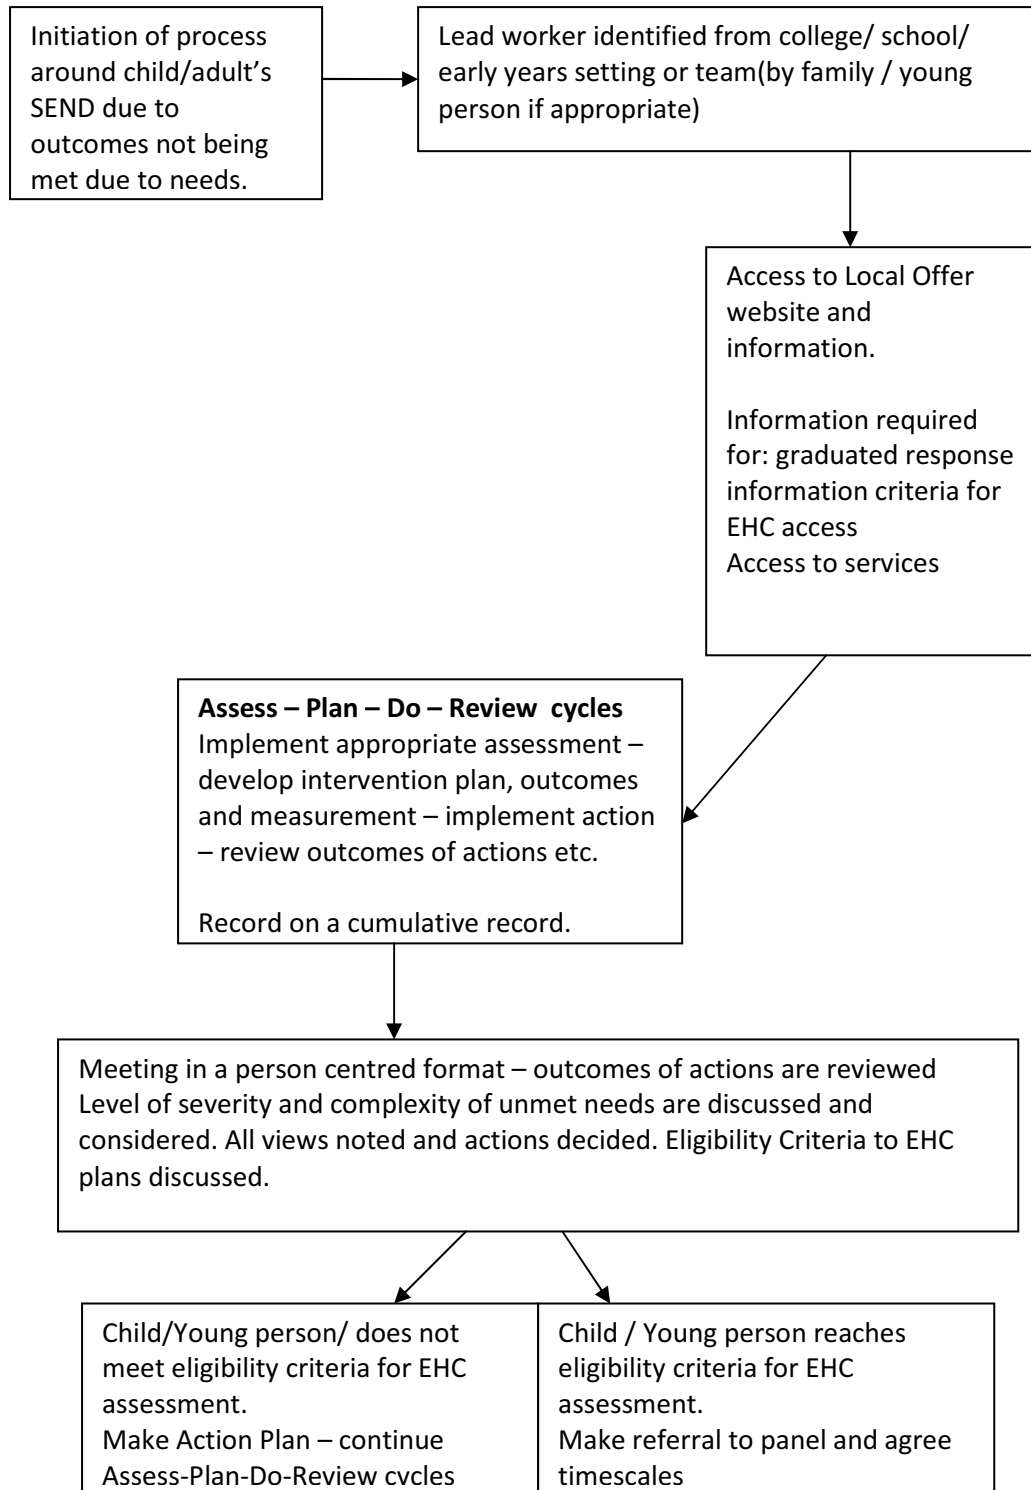 Initiation of process
around child/adult’s
SEND due to
outcomes not being
met due to needs.
Lead worker identified from college/ school/
early years setting or team(by family / young
person if appropriate)
Access to Local Offer
website and
information.
Information required
for: graduated response
information criteria for
EHC access
Access to services
Assess – Plan – Do – Review  cycles
Implement appropriate assessment –
develop intervention plan, outcomes
and measurement – implement action
– review outcomes of actions etc.
Record on a cumulative record.
Meeting in a person centred format – outcomes of actions are reviewed
Level of severity and complexity of unmet needs are discussed and
considered. All views noted and actions decided. Eligibility Criteria to EHC
plans discussed.
Child/Young person/ does not
meet eligibility criteria for EHC
assessment.
Make Action Plan – continue
Assess-Plan-Do-Review cycles
Child / Young person reaches
eligibility criteria for EHC
assessment.
Make referral to panel and agree
timescales